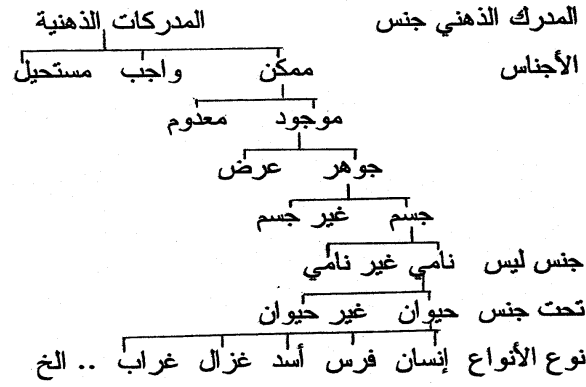 المدرك الذهني جنس المدركات الذهنية
الأجناس ممكن واجب مستحيل
موجود معدوم
جوهر عرض
جسم غير جسم
جنس ليس نامي غير نامي
تحت جنس حيوان غير حيوان
نوع الأنواع إنسان فرس أسد غزال غراب .. الخ